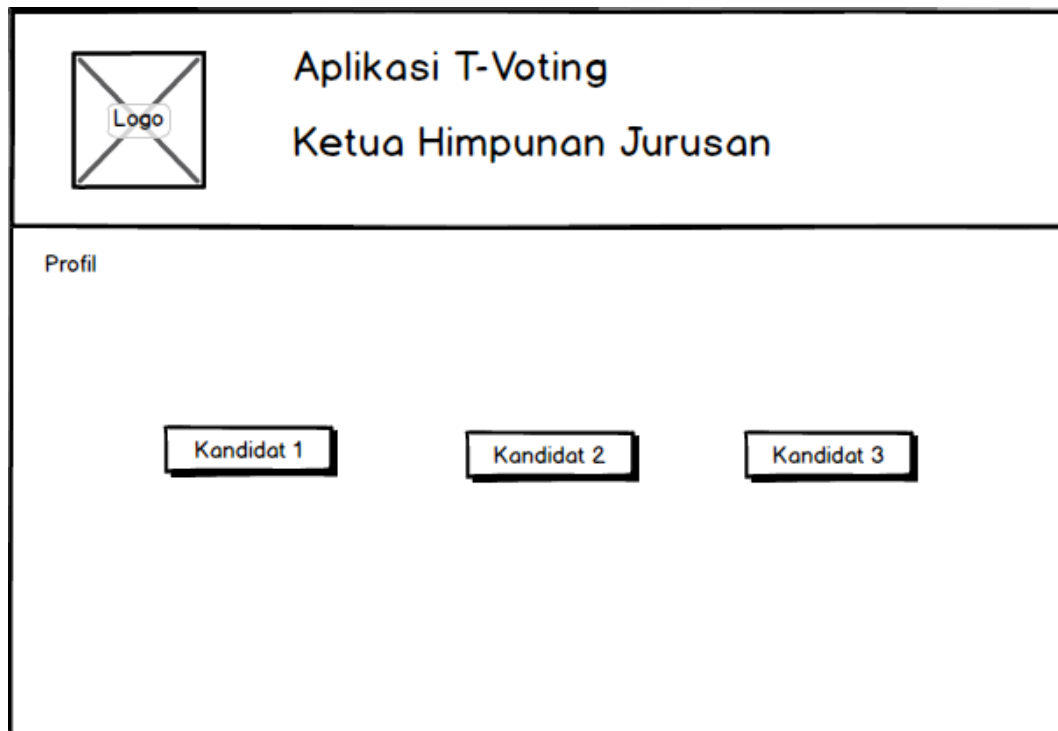 Logo
Aplikasi T-Voting
Ketua Himpunan Jurusan
Profil
Kandidat 1
Kandidat 2
Kandidat 3